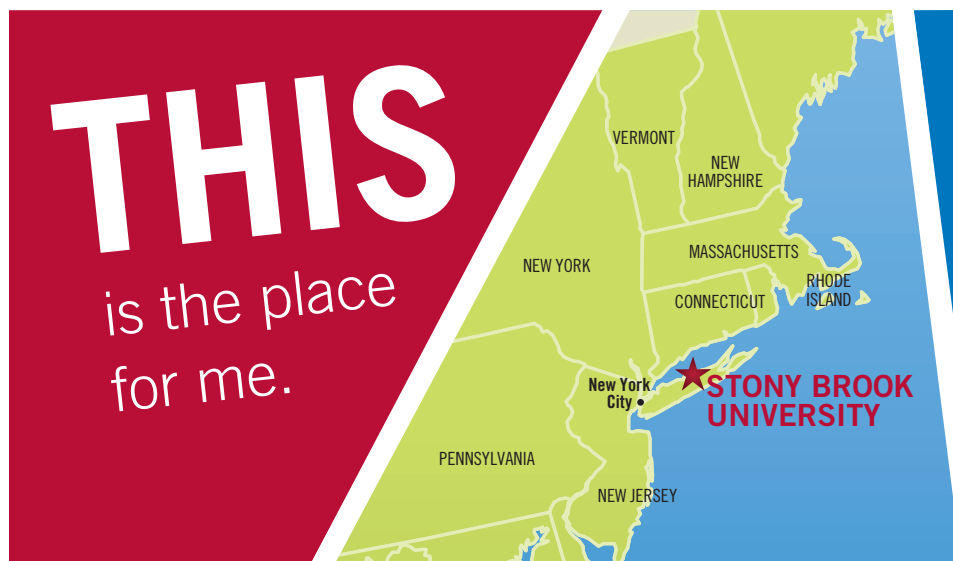 THIS
is the place
for me.
VERMONT
NEW
HAMPSHIRE
MASSACHUSETTS
NEW YORK
RHODE
ISLAND
CONNECTICUT
New York
City
STONY BROOK
UNIVERSITY
PENNSYLVANIA
NEW JERSEY